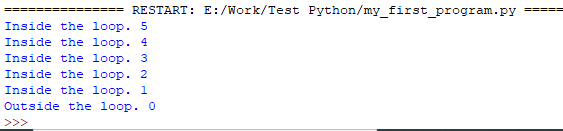 =============== RESTART: E:/Work/Test Python/my_first_program.py =====
Inside the loop. 5
Inside the loop. 4
Inside the loop. 3
Inside the loop. 2
Inside the loop. 1
Outside the loop. 0
>>>